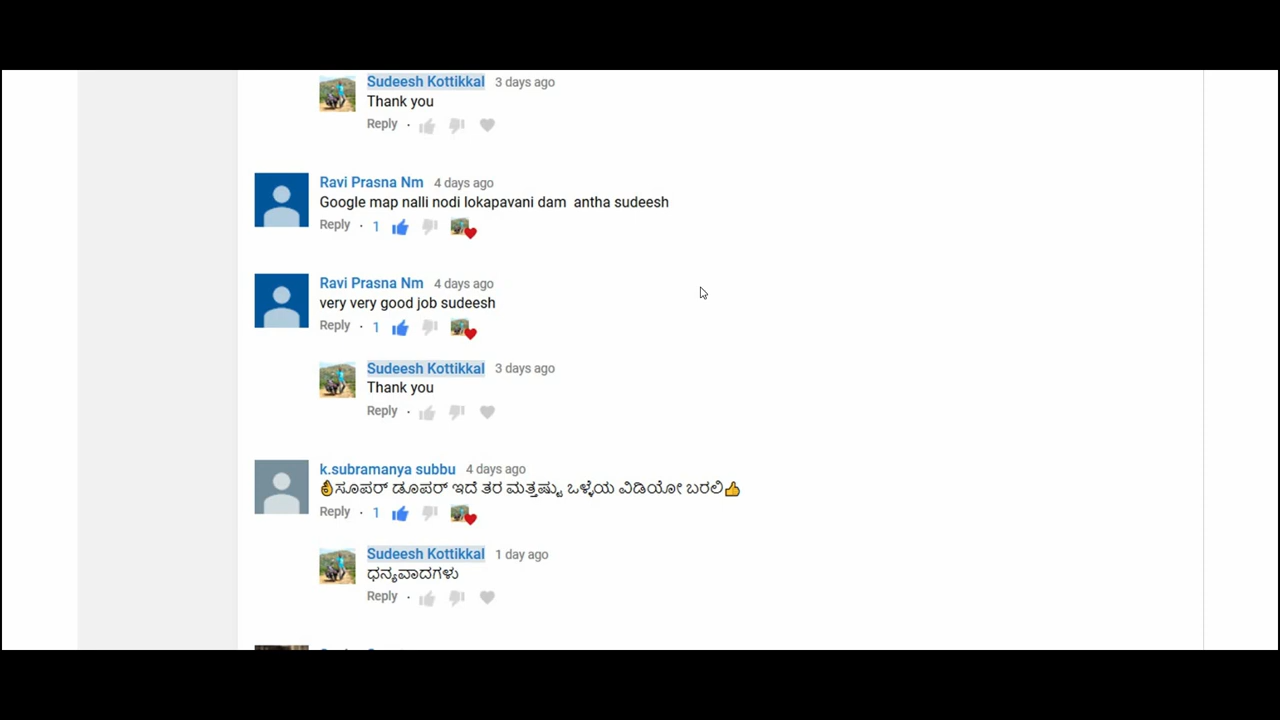 Sudeesh Kottikkal 3 days ago
Thank you
Reply
Ravi Prasna Nm 4 days ago
Google map nalli nodi lokapavani dam antha sudeesh
Reply · 1
Ravi Prasna Nm 4 days ago
very very good job sudeesh
Reply · 1
Sudeesh Kottikkal 3 days ago
Thank you
Reply
k.subramanya subbu 4 days ago
👌ಸೂಪರ್ ಡೂಪರ್ ಇದೆ ತರ ಮತ್ತಷ್ಟು ಒಳ್ಳೆಯ ವಿಡಿಯೋ ಬರಲಿ👍
Reply · 1
Sudeesh Kottikkal 1 day ago
ಧನ್ಯವಾದಗಳು
Reply